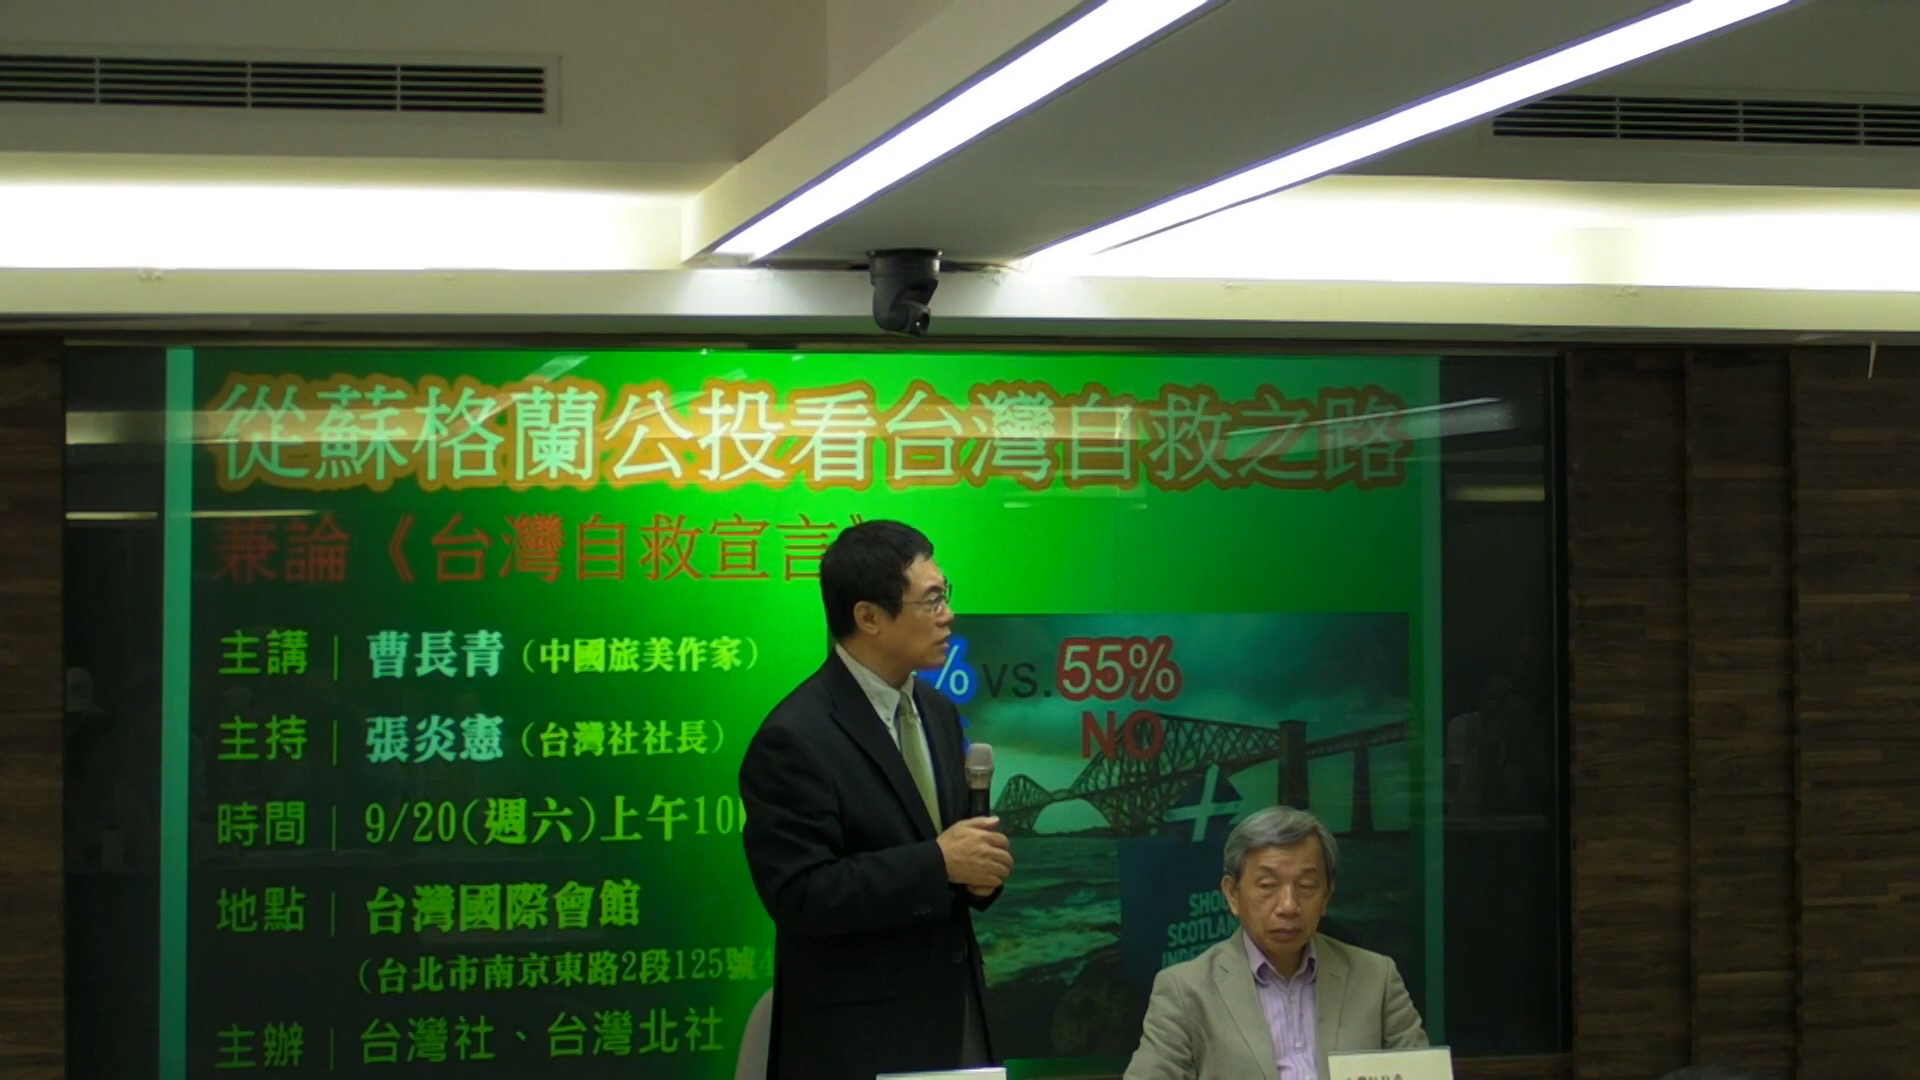 從蘇格蘭公投看台灣自救之路
兼論《台灣自救宣言》
主講｜曹長青（中國旅美作家）
主持｜張炎憲（台灣社社長）
時間｜9/20(週六)上午10
地點｜台灣國際會館
(台北市南京東路2段125號4
主辦｜台灣社、台灣北社
% vs. 55%
NO